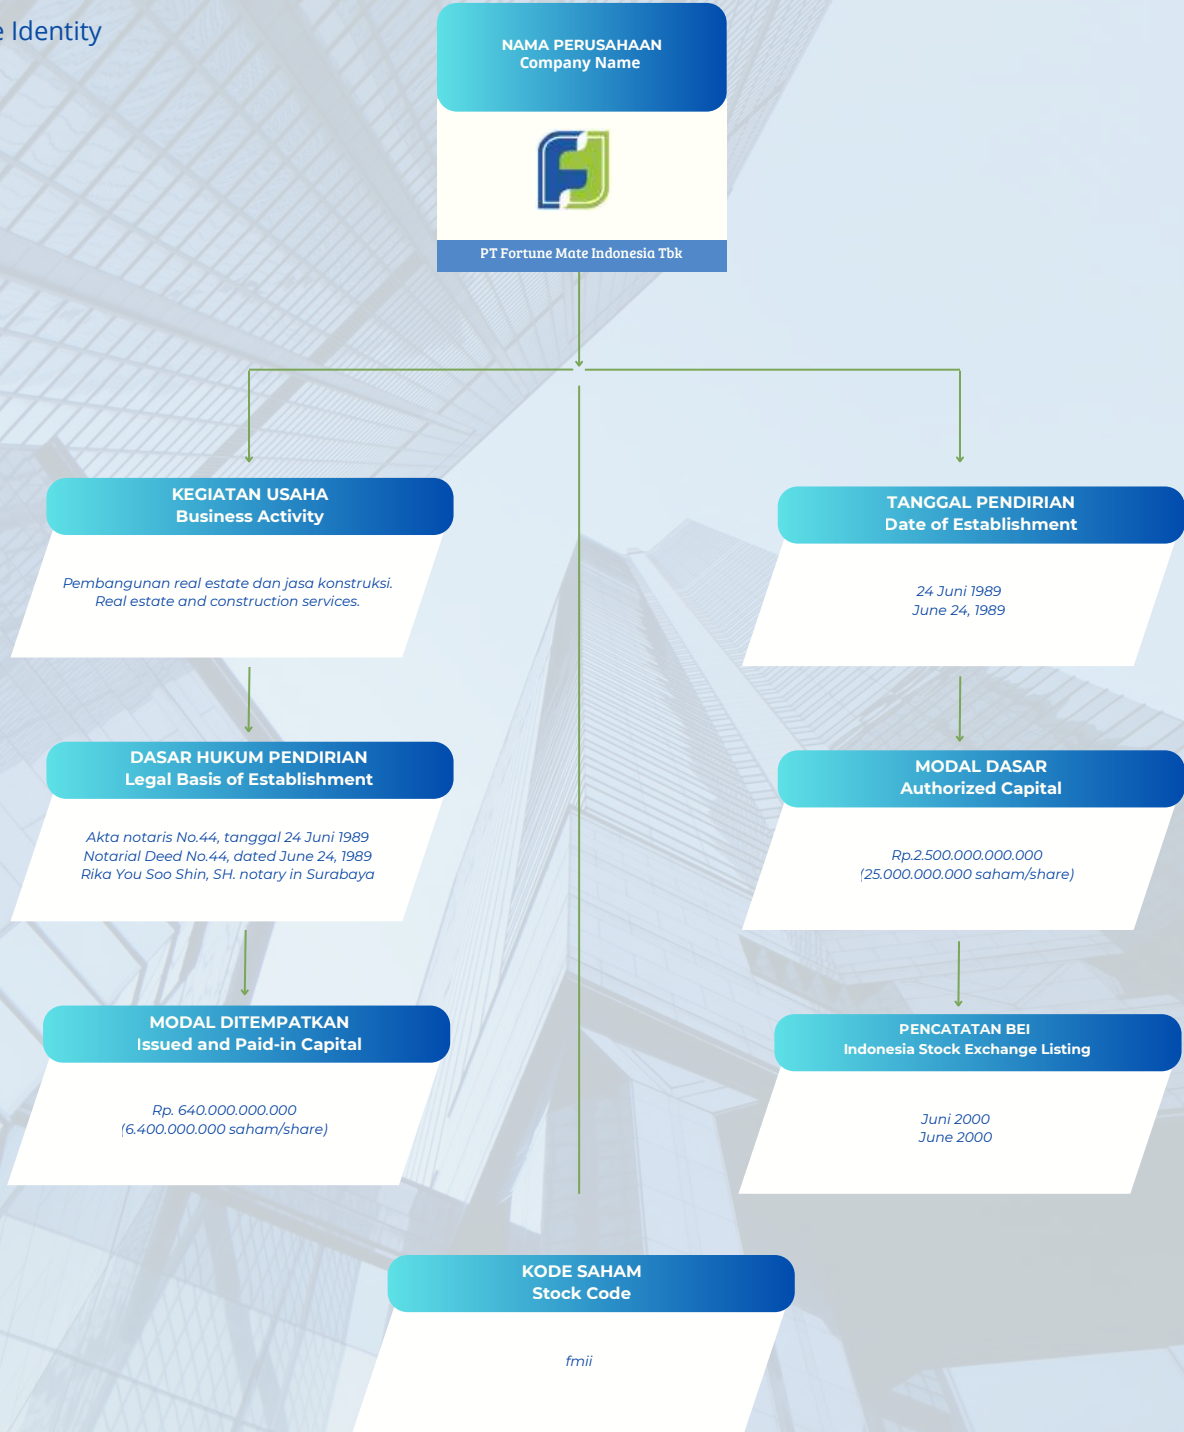 Identity
NAMA PERUSAHAAN
Company Name
PT Fortune Mate Indonesia Tbk
KEGIATAN USAHA
Business Activity
Pembangunan real estate dan jasa konstruksi.
Real estate and construction services.
TANGGAL PENDIRIAN
Date of Establishment
24 Juni 1989
June 24, 1989
DASAR HUKUM PENDIRIAN
Legal Basis of Establishment
Akta notaris No.44, tanggal 24 Juni 1989
Notarial Deed No.44, dated June 24, 1989
Rika You Soo Shin, SH. notary in Surabaya
MODAL DASAR
Authorized Capital
Rp.2.500.000.000.000
(25.000.000.000 saham/share)
MODAL DITEMPATKAN
Issued and Paid-in Capital
Rp. 640.000.000.000
(6.400.000.000 saham/share)
PENCATATAN BEI
Indonesia Stock Exchange Listing
Juni 2000
June 2000
KODE SAHAM
Stock Code
fmii